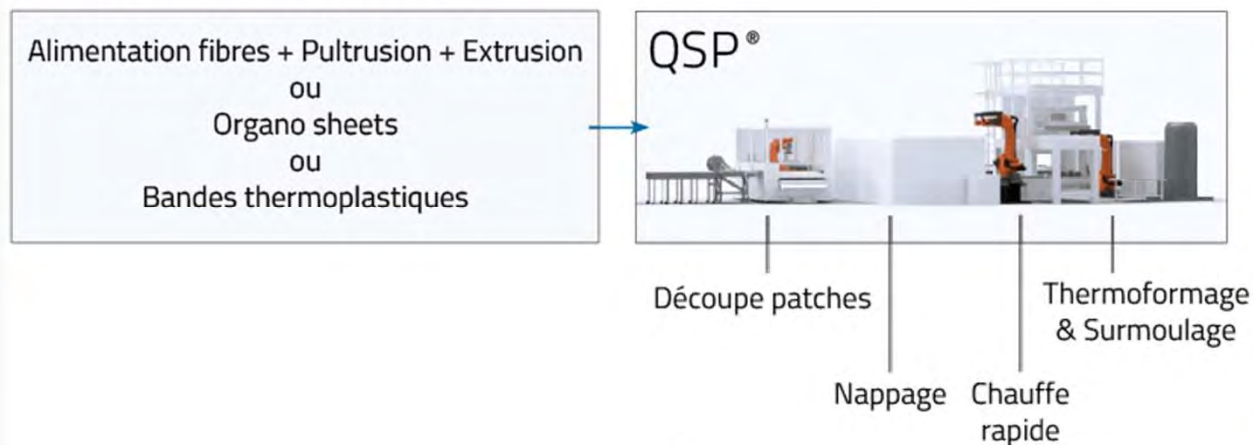 Alimentation fibres + Pultrusion + Extrusion
ou
Organo sheets
ou
Bandes thermoplastiques
QSP®
Découpe patches
Nappage
Chauffe
rapide
Thermoformage
& Surmoulage